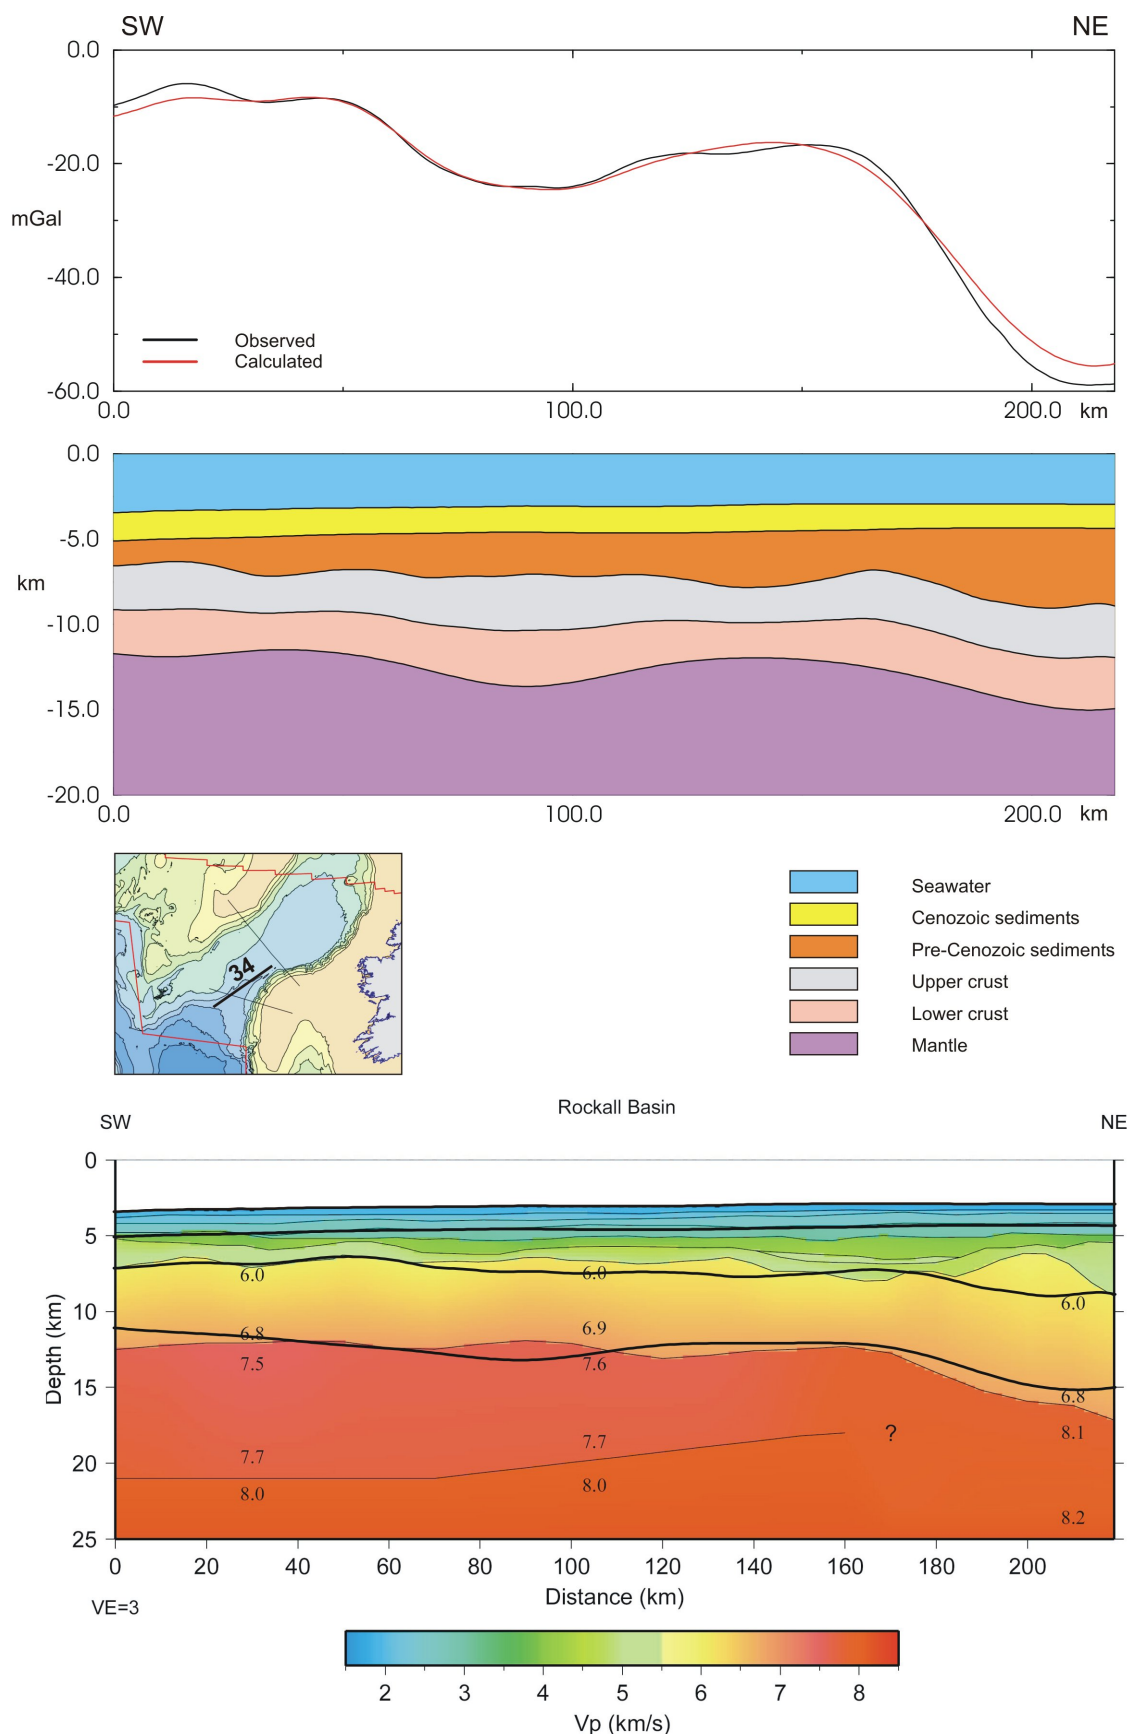 SW NE
0.0
-20.0
mGal
-40.0
Observed
Calculated
-60.0
0.0 100.0 200.0 km
0.0
-5.0
km
-10.0
-15.0
-20.0
0.0 100.0 200.0 km
34
Seawater
Cenozoic sediments
Pre-Cenozoic sediments
Upper crust
Lower crust
Mantle
Rockall Basin
SW NE
0
5
6.0 6.0 6.0
10
6.8 6.9
7.5 7.6
15
6.8
Depth (km)
7.7 7.7 ? 8.1
20
8.0 8.0
8.2
25
0 20 40 60 80 100 120 140 160 180 200
Distance (km)
VE=3
2 3 4 5 6 7 8
Vp (km/s)